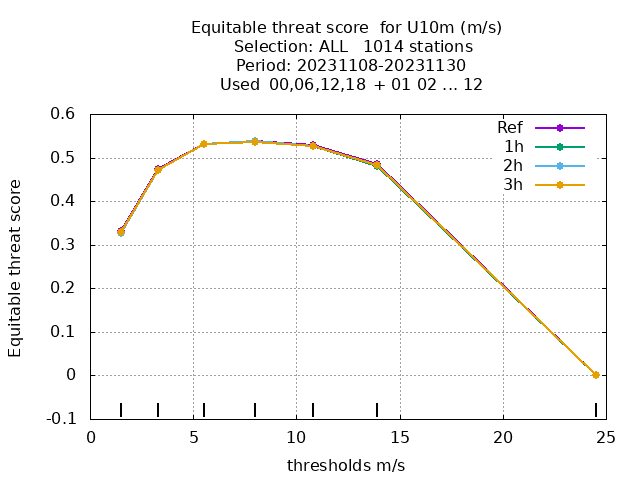 Equitable threat score  for U10m (m/s)
Selection: ALL   1014 stations
Period: 20231108-20231130
Used  00,06,12,18  + 01 02 ... 12
0.6
0.5
0.4
0.3
0.2
0.1
0
-0.1
Equitable threat score
Ref
1h
2h
3h
0 5 10 15 20 25
thresholds m/s